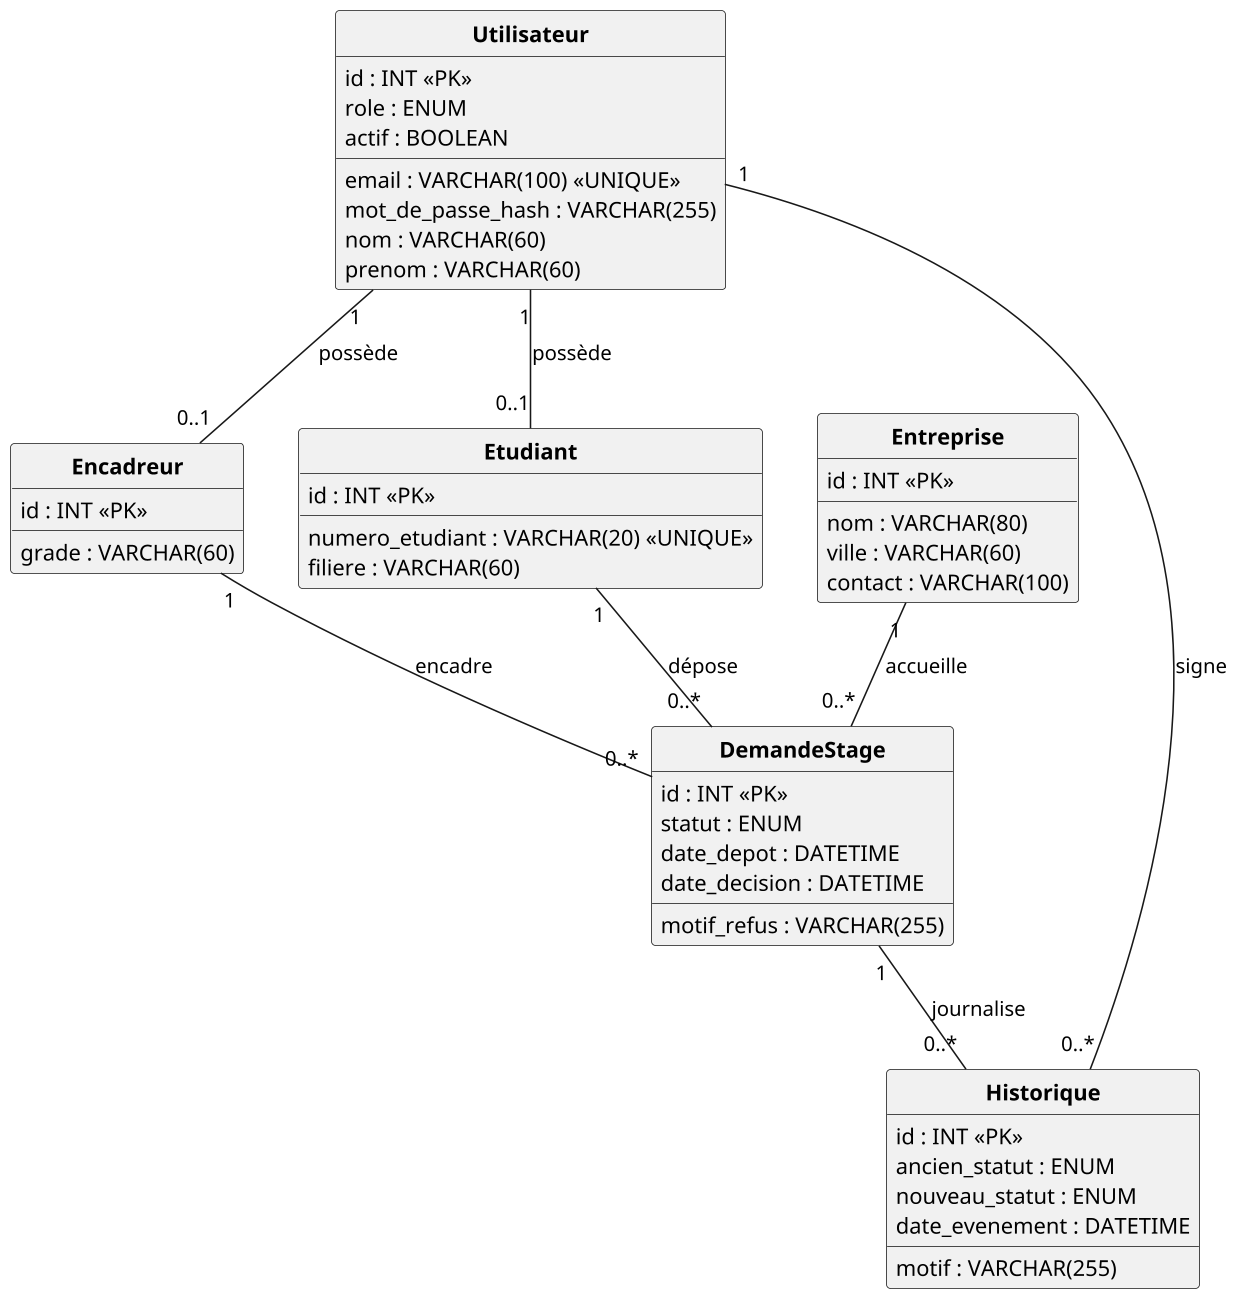 Utilisateur
id : INT «PK»
role : ENUM
actif : BOOLEAN
email : VARCHAR(100) «UNIQUE»
mot_de_passe_hash : VARCHAR(255)
nom : VARCHAR(60)
prenom : VARCHAR(60)
1
1
1
possède
possède
0..1
0..1
Encadreur
id : INT «PK»
grade : VARCHAR(60)
Etudiant
id : INT «PK»
numero_etudiant : VARCHAR(20) «UNIQUE»
filiere : VARCHAR(60)
Entreprise
id : INT «PK»
nom : VARCHAR(80)
ville : VARCHAR(60)
contact : VARCHAR(100)
1
1
1
encadre
dépose
accueille
signe
0..*
0..*
0..*
DemandeStage
id : INT «PK»
statut : ENUM
date_depot : DATETIME
date_decision : DATETIME
motif_refus : VARCHAR(255)
1
journalise
0..*
0..*
Historique
id : INT «PK»
ancien_statut : ENUM
nouveau_statut : ENUM
date_evenement : DATETIME
motif : VARCHAR(255)